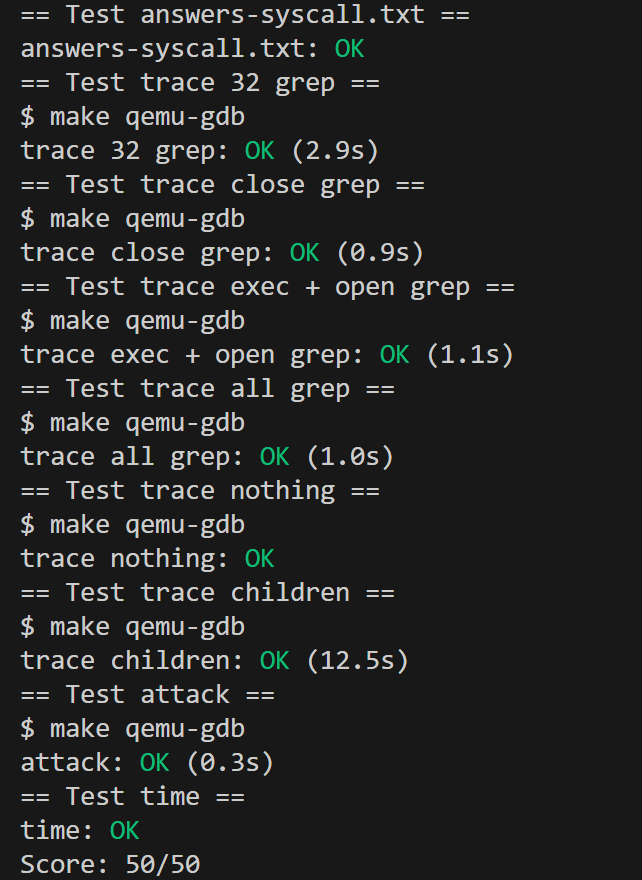 == Test answers-syscall.txt ==
answers-syscall.txt: OK
== Test trace 32 grep ==
$ make qemu-gdb
trace 32 grep: OK (2.9s)
== Test trace close grep ==
$ make qemu-gdb
trace close grep: OK (0.9s)
== Test trace exec + open grep ==
$ make qemu-gdb
trace exec + open grep: OK (1.1s)
== Test trace all grep ==
$ make qemu-gdb
trace all grep: OK (1.0s)
== Test trace nothing ==
$ make qemu-gdb
trace nothing: OK
== Test trace children ==
$ make qemu-gdb
trace children: OK (12.5s)
== Test attack ==
$ make qemu-gdb
attack: OK (0.3s)
== Test time ==
time: OK
Score: 50/50